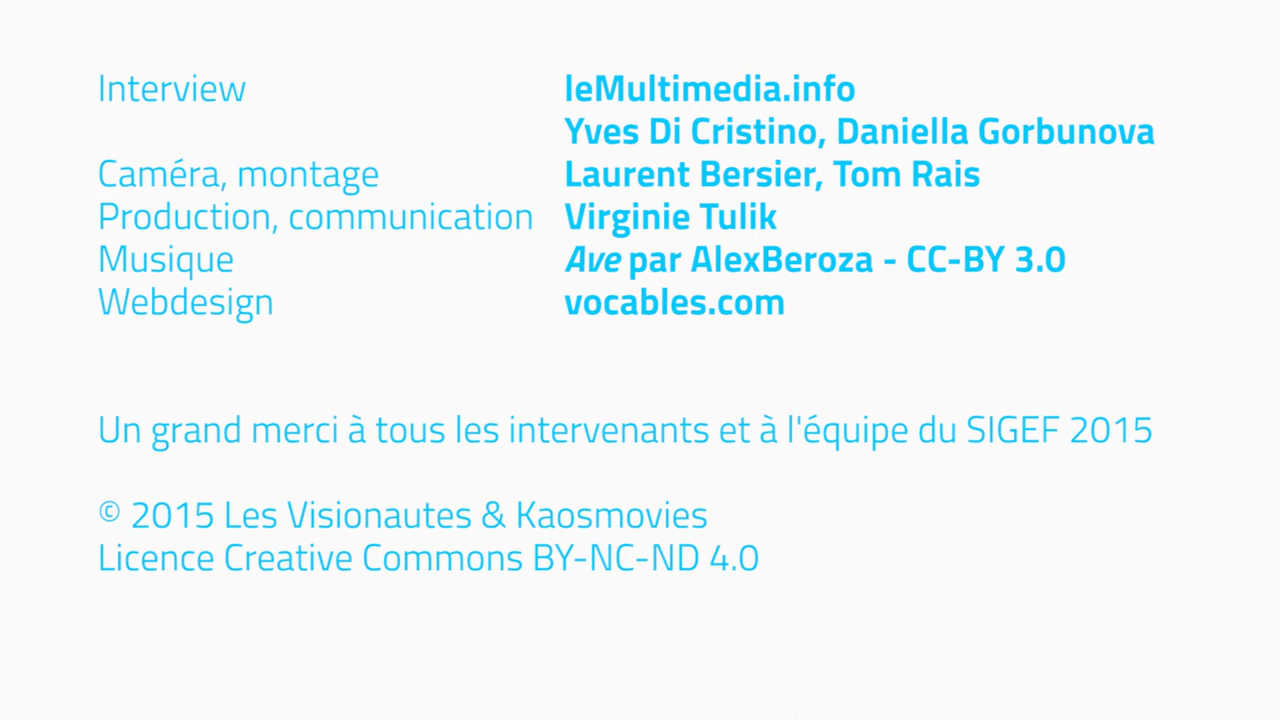 Interview leMultimedia.info
Yves Di Cristino, Daniella Gorbunova
Caméra, montage Laurent Bersier, Tom Rais
Production, communication Virginie Tulik
Musique Ave par AlexBeroza - CC-BY 3.0
Webdesign vocables.com
Un grand merci à tous les intervenants et à l'équipe du SIGEF 2015
© 2015 Les Visionautes & Kaosmovies
Licence Creative Commons BY-NC-ND 4.0